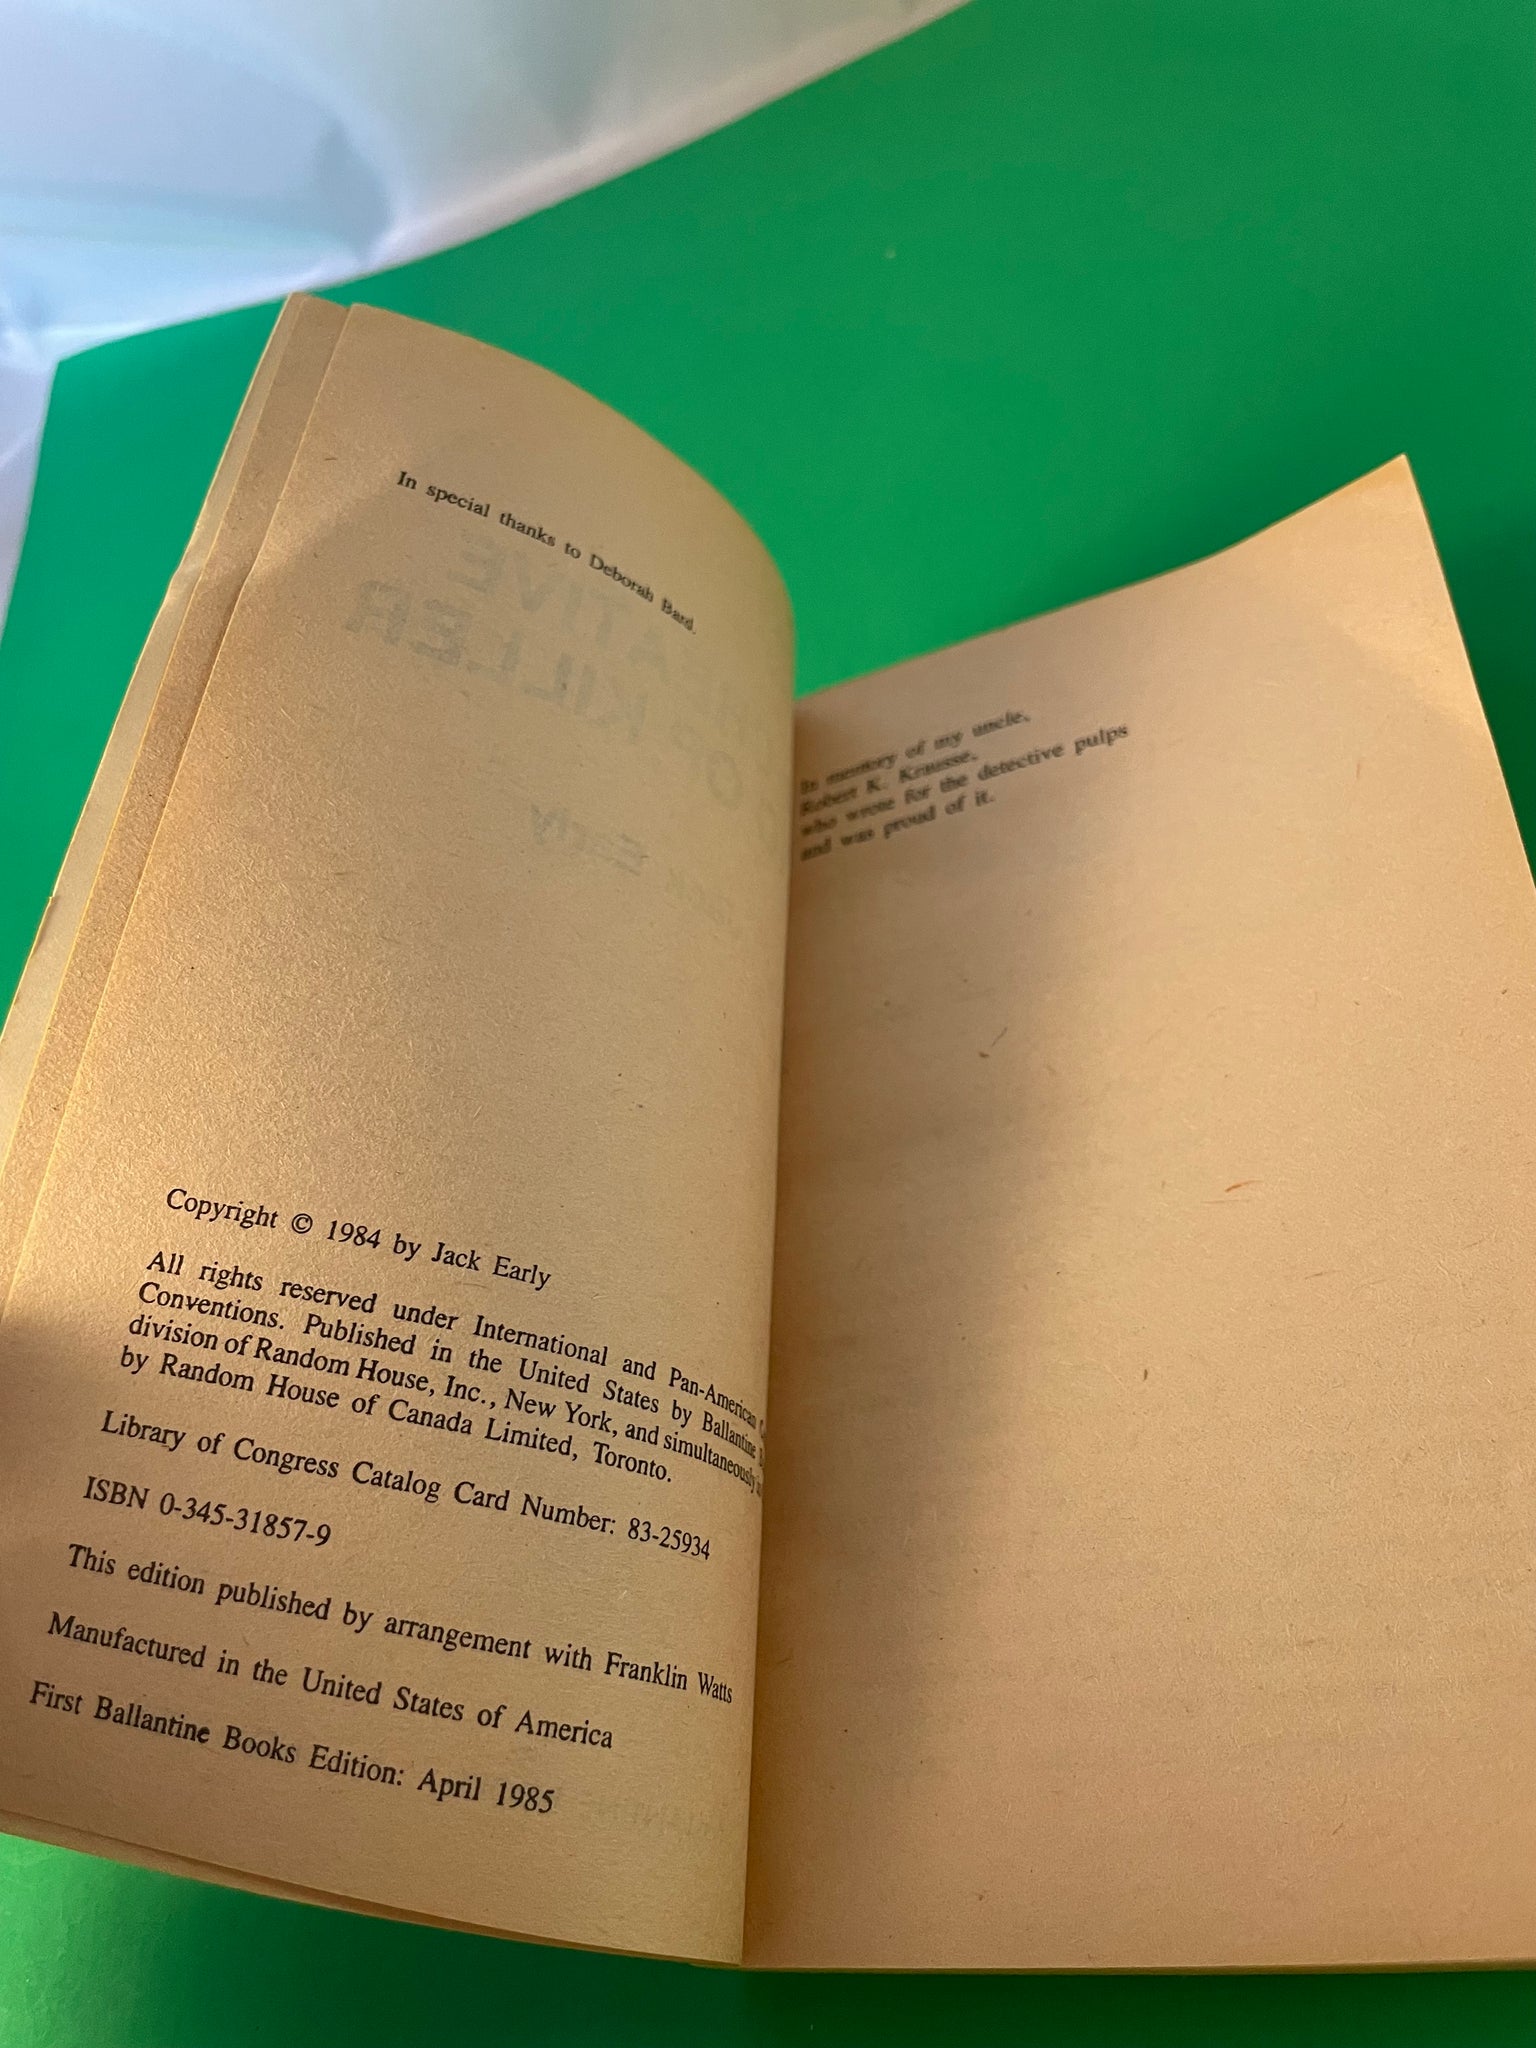 In special thanks to Deborah Bard.
Copyright © 1984 by Jack Early
All rights reserved under International and Pan-American
Conventions. Published in the United States by Ballantine
division of Random House, Inc., New York, and simultaneously in
by Random House of Canada Limited, Toronto.
Library of Congress Catalog Card Number: 83-25934
ISBN 0-345-31857-9
This edition published by arrangement with Franklin Watts
Manufactured in the United States of America
First Ballantine Books Edition: April 1985
In memory of my uncle,
Robert K. Krausse,
who wrote for the detective pulps
and was proud of it.